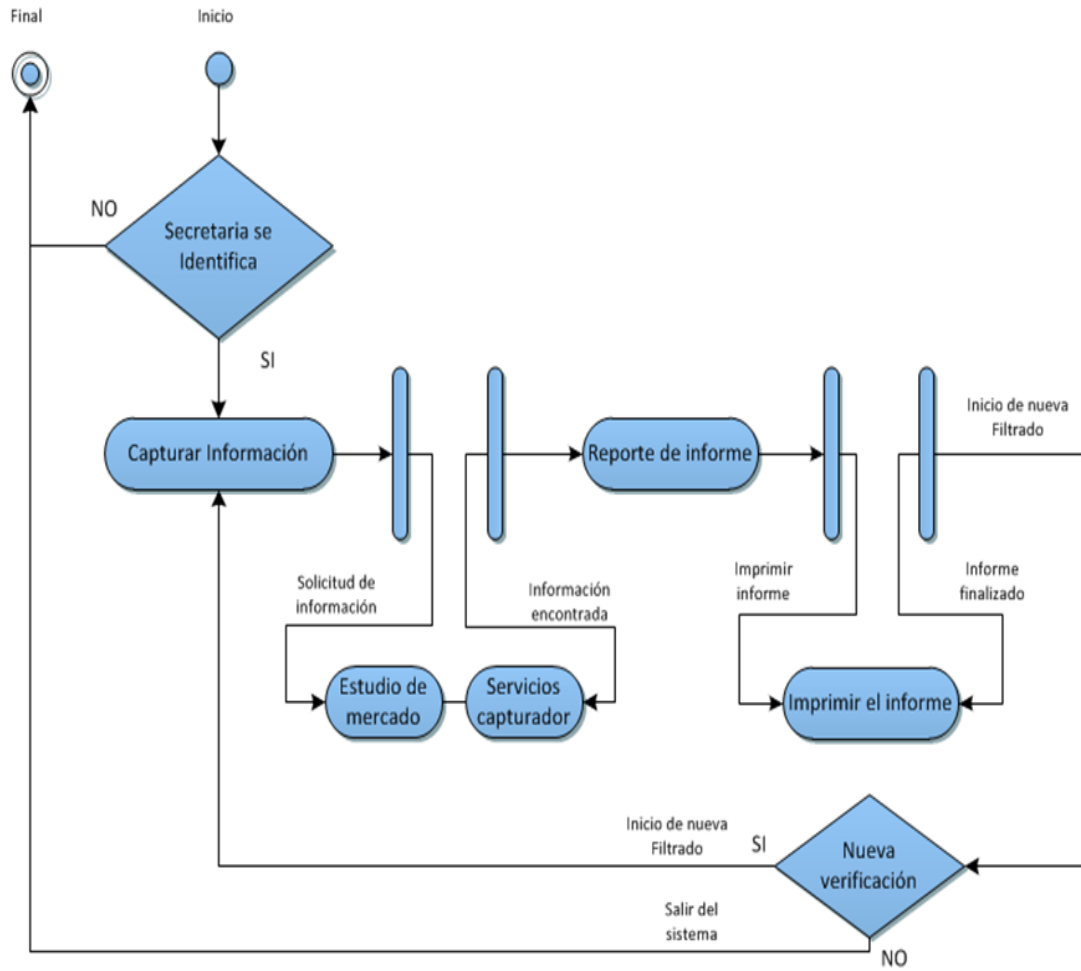 Final
Inicio
NO
Secretaria se
Identifica
SI
Capturar Información
Reporte de informe
Inicio de nueva
Filtrado
Solicitud de
información
Información
encontrada
Imprimir
informe
Informe
finalizado
Estudio de
mercado
Servicios
capturador
Imprimir el informe
Inicio de nueva
Filtrado
SI
Nueva
verificación
Salir del
sistema
NO